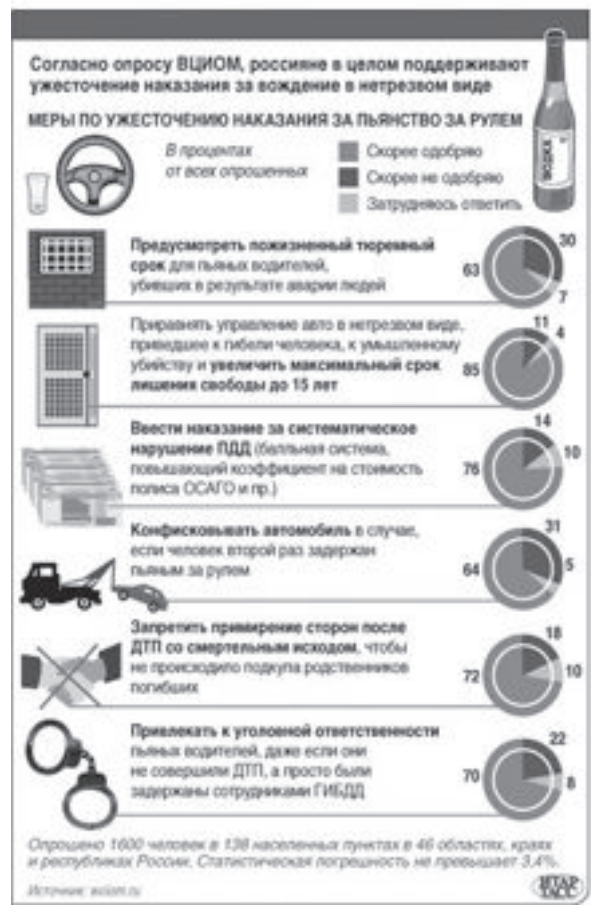 Согласно опросу ВЦИОМ, россияне в целом поддерживают
ужесточение наказания за вождение в нетрезвом виде
МЕРЫ ПО УЖЕСТОЧЕНИЮ НАКАЗАНИЯ ЗА ПЬЯНСТВО ЗА РУЛЕМ
В процентах
от всех опрошенных
Скорее одобряю
Скорее не одобряю
Затрудняюсь ответить
ВОДКА
Предусмотреть пожизненный тюремный
срок для пьяных водителей,
убивших в результате аварии людей
63
30
7
Приравнять управление авто в нетрезвом виде,
приведшее к гибели человека, к умышленному
убийству и увеличить максимальный срок
лишения свободы до 15 лет
85
11
4
Ввести наказание за систематическое
нарушение ПДД (балльная система,
повышающий коэффициент на стоимость
полиса ОСАГО и пр.)
76
14
10
Конфисковывать автомобиль в случае,
если человек второй раз задержан
пьяным за рулем
64
31
5
Запретить примирение сторон после
ДТП со смертельным исходом, чтобы
не происходило подкупа родственников
погибших
72
18
10
Привлекать к уголовной ответственности
пьяных водителей, даже если они
не совершили ДТП, а просто были
задержаны сотрудниками ГИБДД
70
22
8
Опрошено 1600 человек в 138 населенных пунктах в 46 областях, краях
и республиках России. Статистическая погрешность не превышает 3,4%.
Источник: wciom.ru
ИТАР
ТАСС